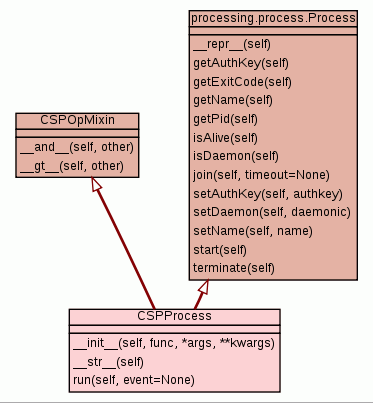 processing.process.Process
__repr__(self)
getAuthKey(self)
getExitCode(self)
getName(self)
getPid(self)
isAlive(self)
isDaemon(self)
join(self, timeout=None)
setAuthKey(self, authkey)
setDaemon(self, daemonic)
setName(self, name)
start(self)
terminate(self)
CSPOpMixin
__and__(self, other)
__gt__(self, other)
CSPProcess
__init__(self, func, *args, **kwargs)
__str__(self)
run(self, event=None)